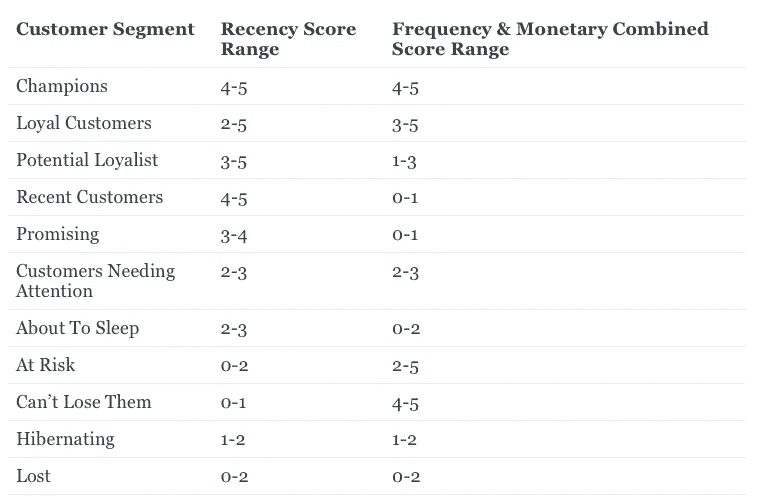 Customer Segment Recency Score Range Frequency & Monetary Combined Score Range
Champions 4-5 4-5
Loyal Customers 2-5 3-5
Potential Loyalist 3-5 1-3
Recent Customers 4-5 0-1
Promising 3-4 0-1
Customers Needing Attention 2-3 2-3
About To Sleep 2-3 0-2
At Risk 0-2 2-5
Can’t Lose Them 0-1 4-5
Hibernating 1-2 1-2
Lost 0-2 0-2